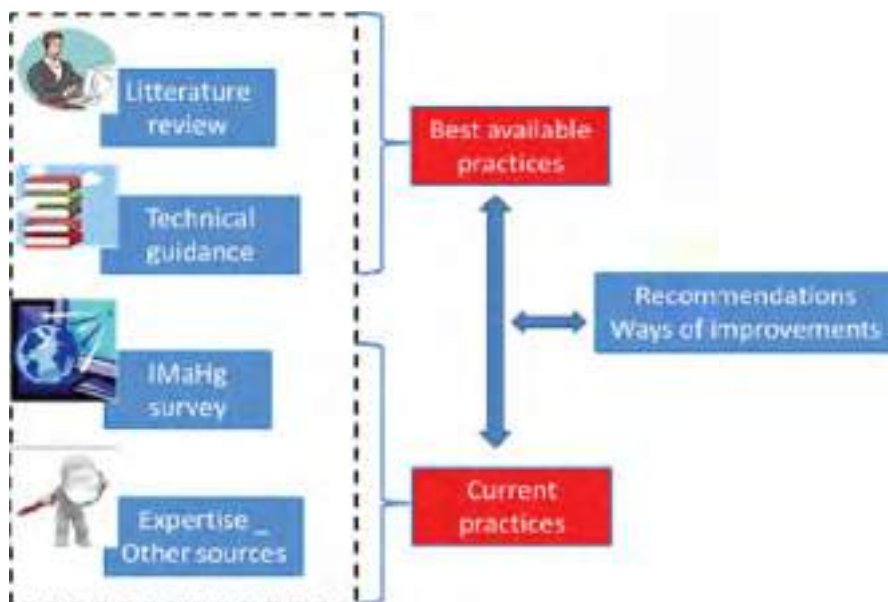 Litterature
review
Technical
guidance
IMaHg
survey
Expertise _
Other sources
Best available
practices
Current
practices
Recommendations
Ways of improvements